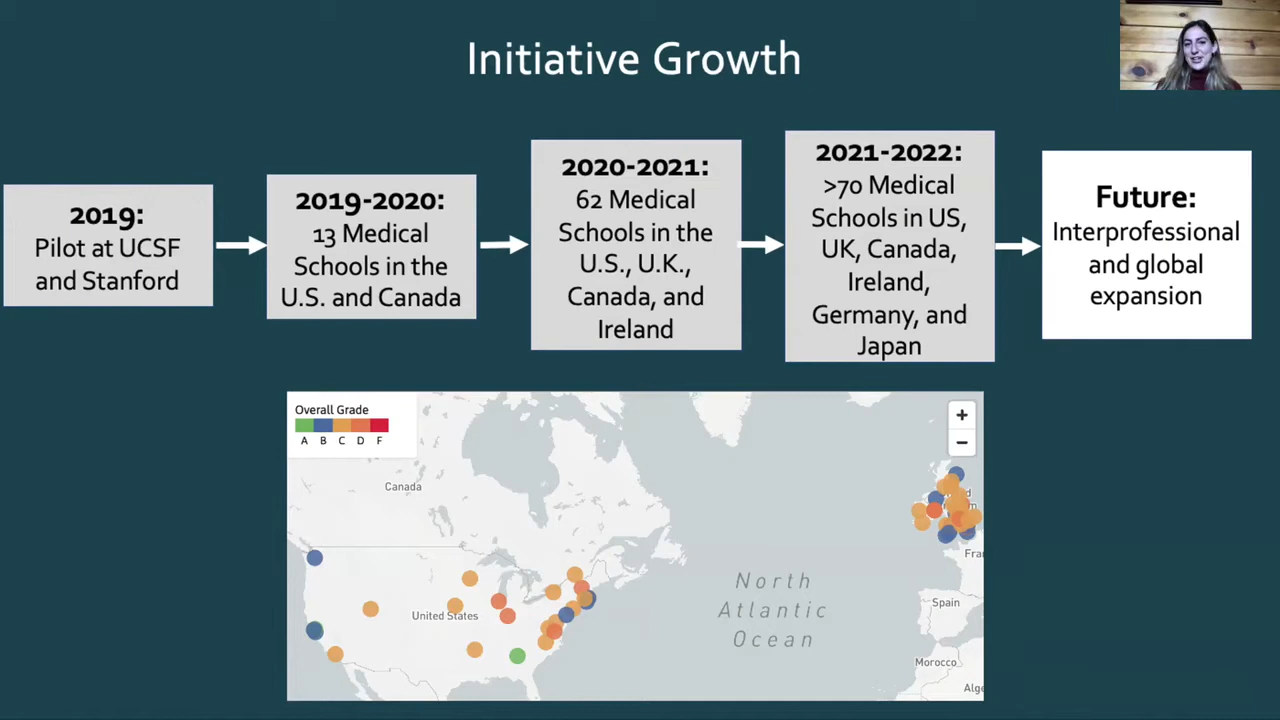 Initiative Growth
2019:
Pilot at UCSF
and Stanford
2019-2020:
13 Medical
Schools in the
U.S. and Canada
2020-2021:
62 Medical
Schools in the
U.S., U.K.,
Canada, and
Ireland
2021-2022:
>70 Medical
Schools in US,
UK, Canada,
Ireland,
Germany, and
Japan
Future:
Interprofessional
and global
expansion
Overall Grade
A B C D F
+
−
Canada
United States
North
Atlantic
Ocean
Fra
Spain
Morocco
Alge